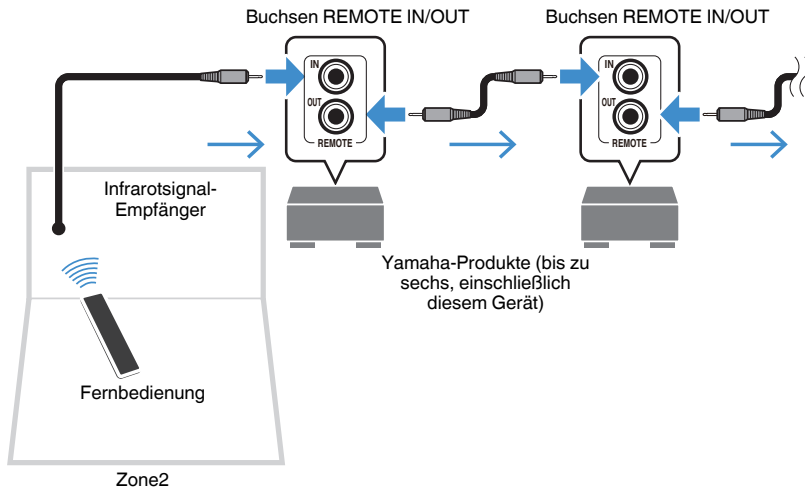 Buchsen REMOTE IN/OUT
Buchsen REMOTE IN/OUT
IN
OUT
REMOTE
IN
OUT
REMOTE
Infrarotsignal-
Empfänger
Yamaha-Produkte (bis zu
sechs, einschließlich
diesem Gerät)
Fernbedienung
Zone2